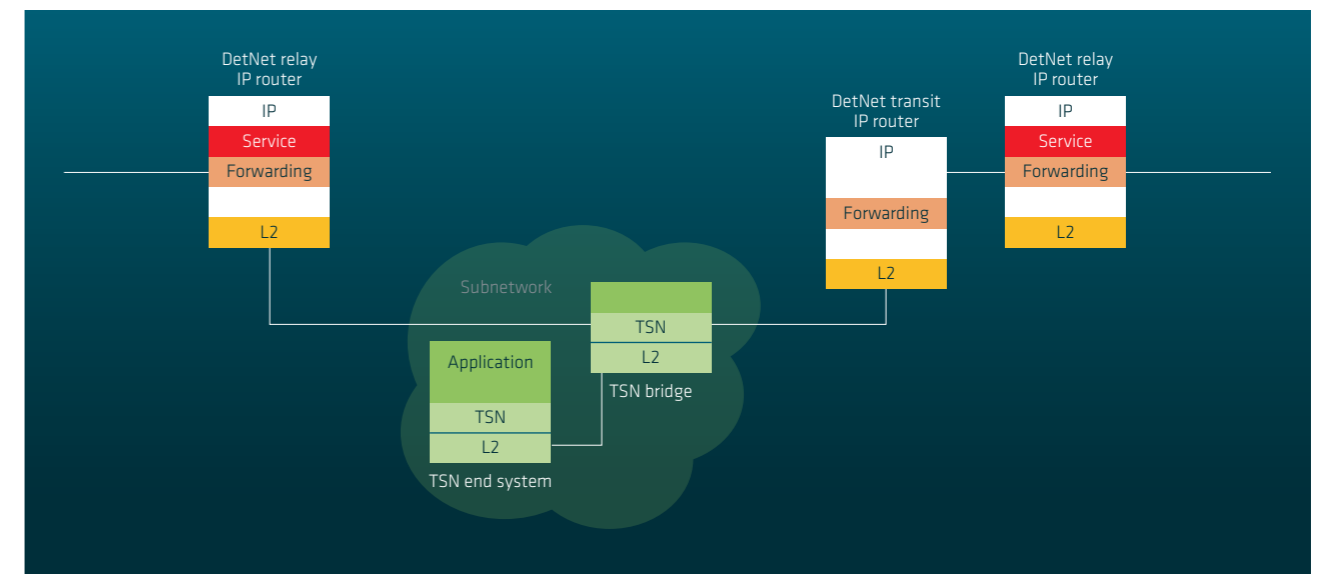 DetNet relay
IP router
IP
Service
Forwarding
L2
DetNet relay
IP router
IP
Service
Forwarding
L2
DetNet transit
IP router
IP
Forwarding
L2
Subnetwork
TSN
L2
TSN bridge
Application
TSN
L2
TSN end system